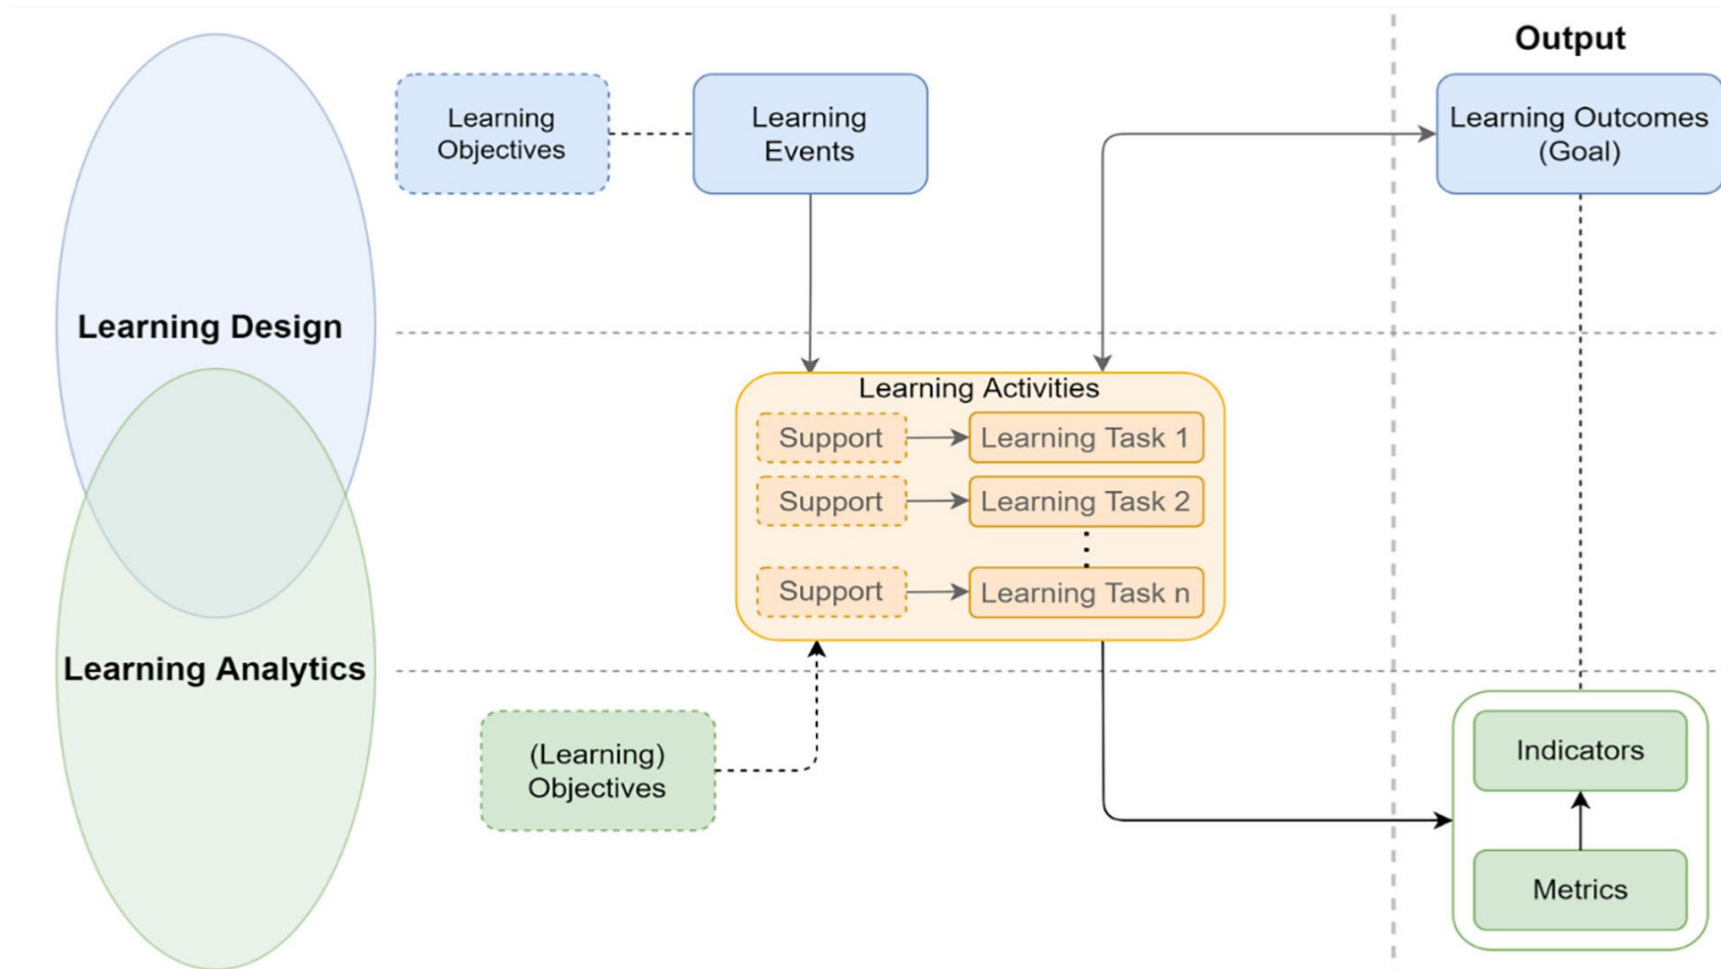 Output
Learning
Objectives
Learning
Events
Learning Outcomes
(Goal)
Learning Design
Learning Activities
Support
Learning Task 1
Support
Learning Task 2
Support
Learning Task n
Learning Analytics
(Learning)
Objectives
Indicators
Metrics